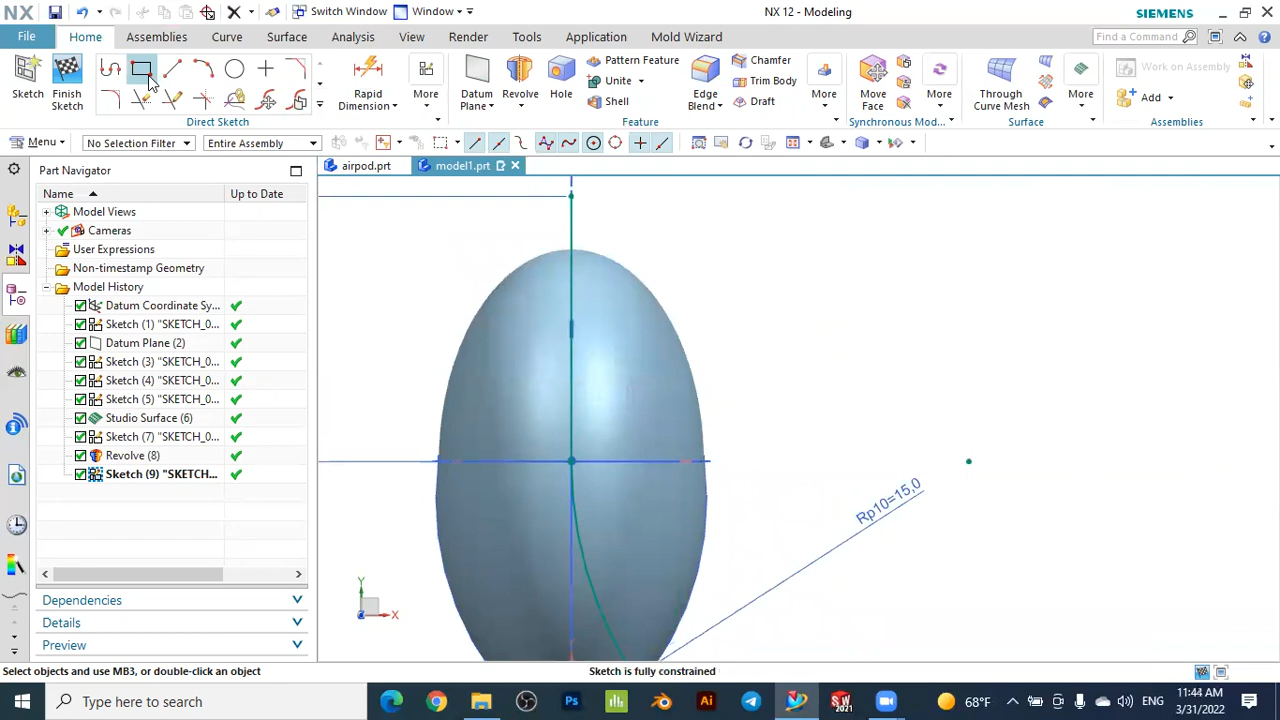 NX
Switch Window
Window
NX 12 - Modeling
SIEMENS
File
Home
Assemblies
Curve
Surface
Analysis
View
Tools
Render
Application
Mold Wizard
Find a Command
Sketch
Finish
Sketch
Direct Sketch
Rapid
Dimension
More
Datum
Plane
Revolve
Hole
Pattern Feature
Unite
Shell
Edge
Blend
Chamfer
Trim Body
Draft
More
Feature
Move
Face
More
Synchronous Mod...
Through
Curve Mesh
More
Surface
Work on Assembly
Add
Assemblies
Menu
No Selection Filter
Entire Assembly
Part Navigator
airpod.prt
model1.prt
Name
Up to Date
Model Views
Cameras
User Expressions
Non-timestamp Geometry
Model History
Datum Coordinate Sy...
Sketch (1) "SKETCH_0...
Datum Plane (2)
Sketch (3) "SKETCH_0...
Sketch (4) "SKETCH_0...
Sketch (5) "SKETCH_0...
Studio Surface (6)
Sketch (7) "SKETCH_0...
Revolve (8)
Sketch (9) "SKETCH...
Dependencies
Details
Preview
Rp10=15,0
Y
X
Select objects and use MB3, or double-click an object
Sketch is fully constrained
Type here to search
Ps
Ai
SW
2021
68°F
ENG
11:44 AM
3/31/2022